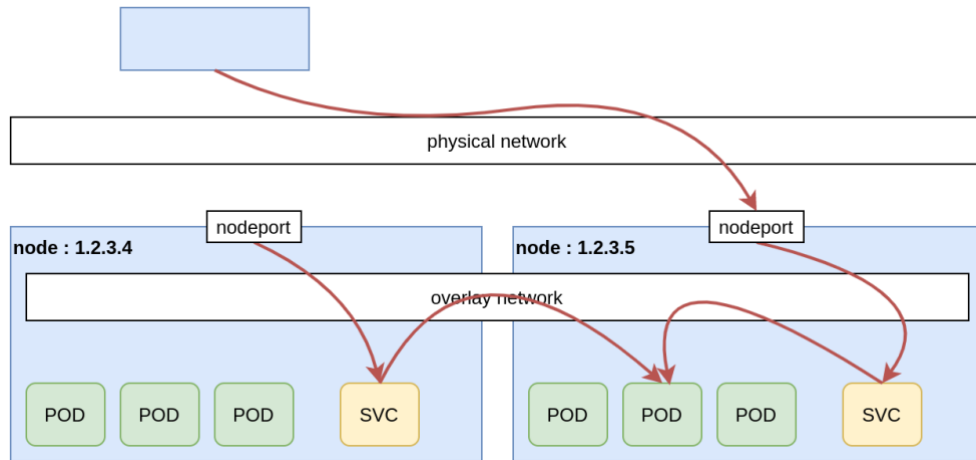 physical network
nodeport
nodeport
node : 1.2.3.4
node : 1.2.3.5
overlay network
POD
POD
POD
SVC
POD
POD
POD
SVC